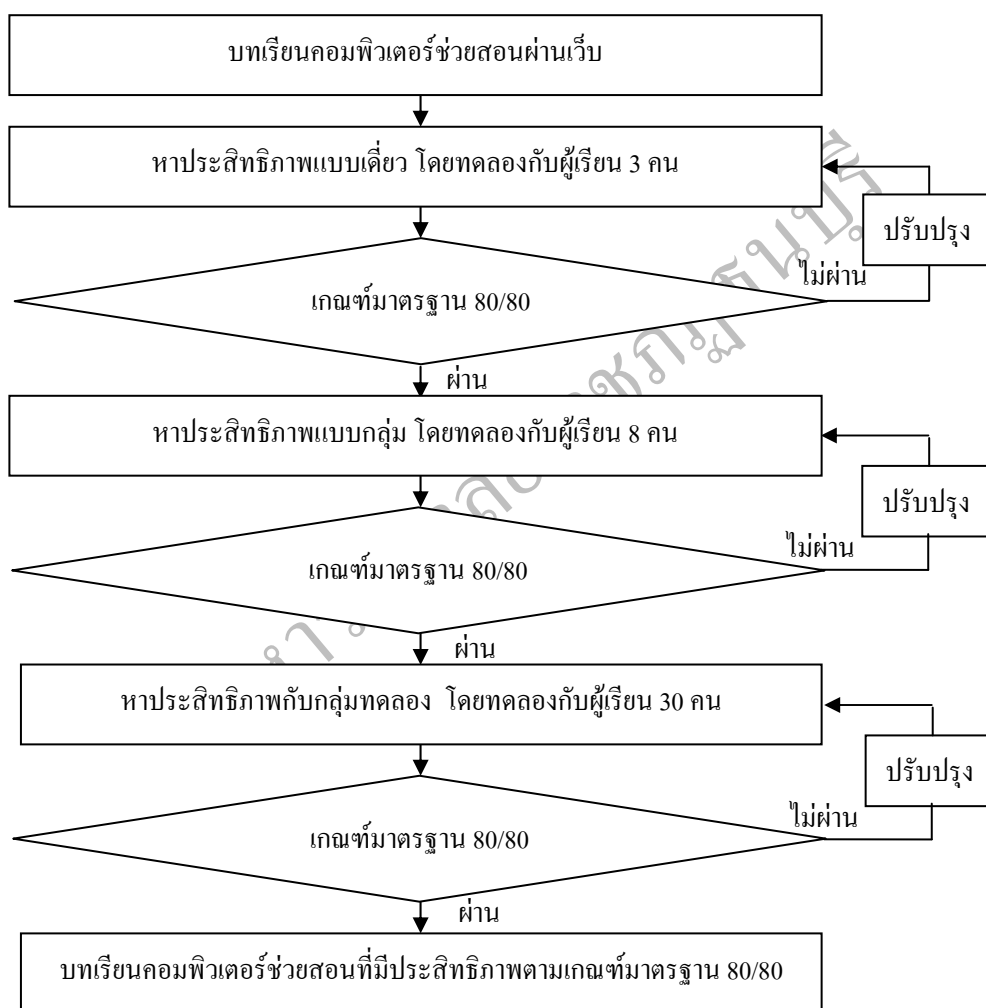 บทเรียนคอมพิวเตอร์ช่วยสอนผ่านเว็บ
หาประสิทธิภาพแบบเดี่ยว โดยทดลองกับผู้เรียน 3 คน
ปรับปรุง
ไม่ผ่าน
เกณฑ์มาตรฐาน 80/80
ผ่าน
หาประสิทธิภาพแบบกลุ่ม โดยทดลองกับผู้เรียน 8 คน
ปรับปรุง
ไม่ผ่าน
เกณฑ์มาตรฐาน 80/80
ผ่าน
หาประสิทธิภาพกับกลุ่มทดลอง โดยทดลองกับผู้เรียน 30 คน
ปรับปรุง
ไม่ผ่าน
เกณฑ์มาตรฐาน 80/80
ผ่าน
บทเรียนคอมพิวเตอร์ช่วยสอนที่มีประสิทธิภาพตามเกณฑ์มาตรฐาน 80/80